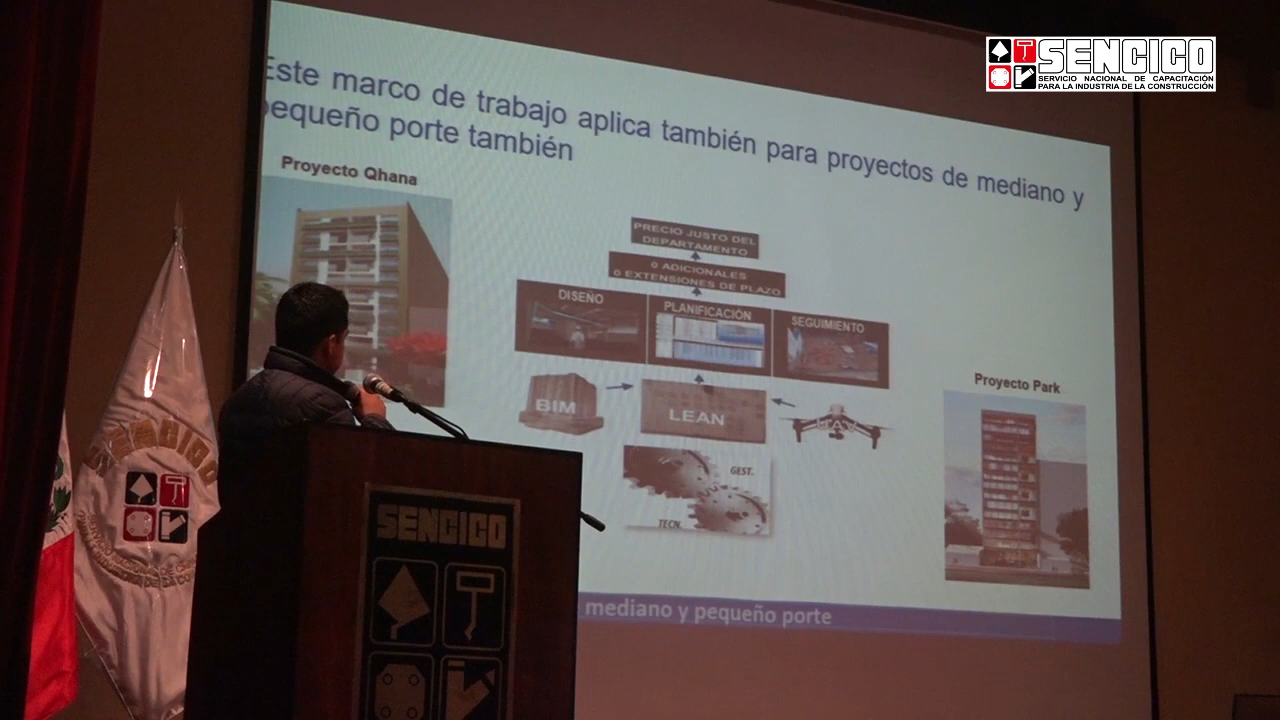 SENCICO
SERVICIO NACIONAL DE CAPACITACIÓN
PARA LA INDUSTRIA DE LA CONSTRUCCIÓN
Este marco de trabajo aplica también para proyectos de mediano y
pequeño porte también
Proyecto Qhana
PRECIO JUSTO DEL
DEPARTAMENTO
0 ADICIONALES
0 EXTENSIONES DE PLAZO
DISEÑO
PLANIFICACIÓN
SEGUIMIENTO
Proyecto Park
BIM
LEAN
UAV
GEST.
TECN.
mediano y pequeño porte
SENCICO
SENCICO